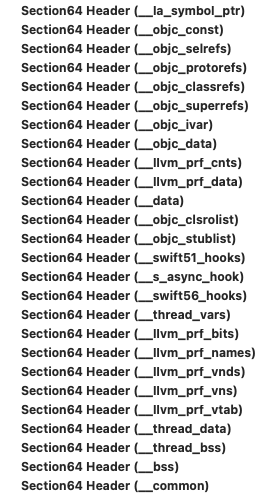 Section64 Header (__la_symbol_ptr)
Section64 Header (__objc_const)
Section64 Header (__objc_selrefs)
Section64 Header (__objc_protorefs)
Section64 Header (__objc_classrefs)
Section64 Header (__objc_superrefs)
Section64 Header (__objc_ivar)
Section64 Header (__objc_data)
Section64 Header (__llvm_prf_cnts)
Section64 Header (__llvm_prf_data)
Section64 Header (__data)
Section64 Header (__objc_clsrolist)
Section64 Header (__objc_stublist)
Section64 Header (__swift51_hooks)
Section64 Header (__s_async_hook)
Section64 Header (__swift56_hooks)
Section64 Header (__thread_vars)
Section64 Header (__llvm_prf_bits)
Section64 Header (__llvm_prf_names)
Section64 Header (__llvm_prf_vnds)
Section64 Header (__llvm_prf_vns)
Section64 Header (__llvm_prf_vtab)
Section64 Header (__thread_data)
Section64 Header (__thread_bss)
Section64 Header (__bss)
Section64 Header (__common)